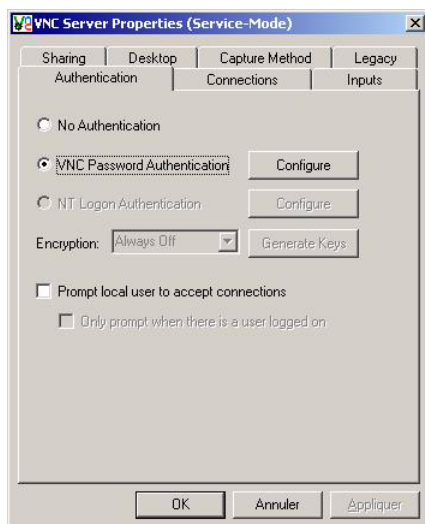 VNC Server Properties (Service-Mode)
Sharing Desktop Capture Method Legacy
Authentication Connections Inputs
No Authentication
VNC Password Authentication Configure
NT Logon Authentication Configure
Encryption: Always Off Generate Keys
Prompt local user to accept connections
Only prompt when there is a user logged on
OK Annuler Appliquer